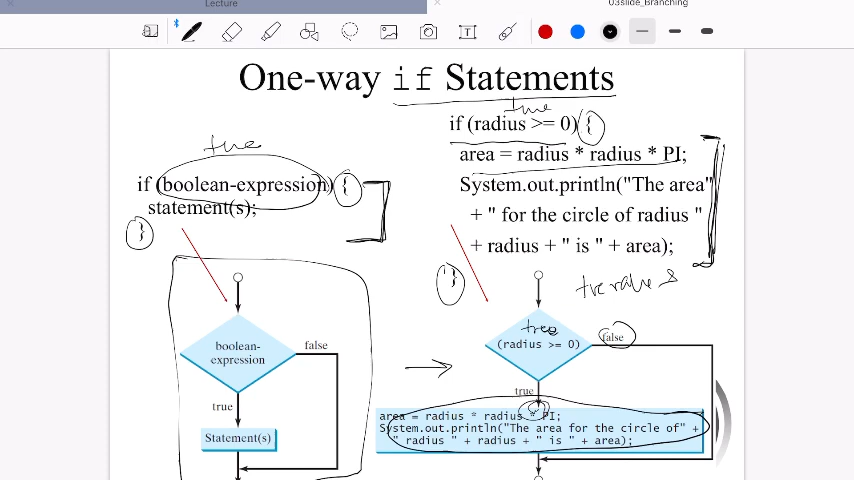 Lecture
03slide_Branching
One-way if Statements
true
if (radius >= 0) {
true
area = radius * radius * PI;
if (boolean-expression) {
System.out.println("The area"
statement(s);
+ " for the circle of radius "
}
+ radius + " is " + area);
}
true
boolean-
expression
false
(radius >= 0)
false
true
true
area = radius * radius * PI;
System.out.println("The area for the circle of" +
" radius " + radius + " is " + area);
Statement(s)